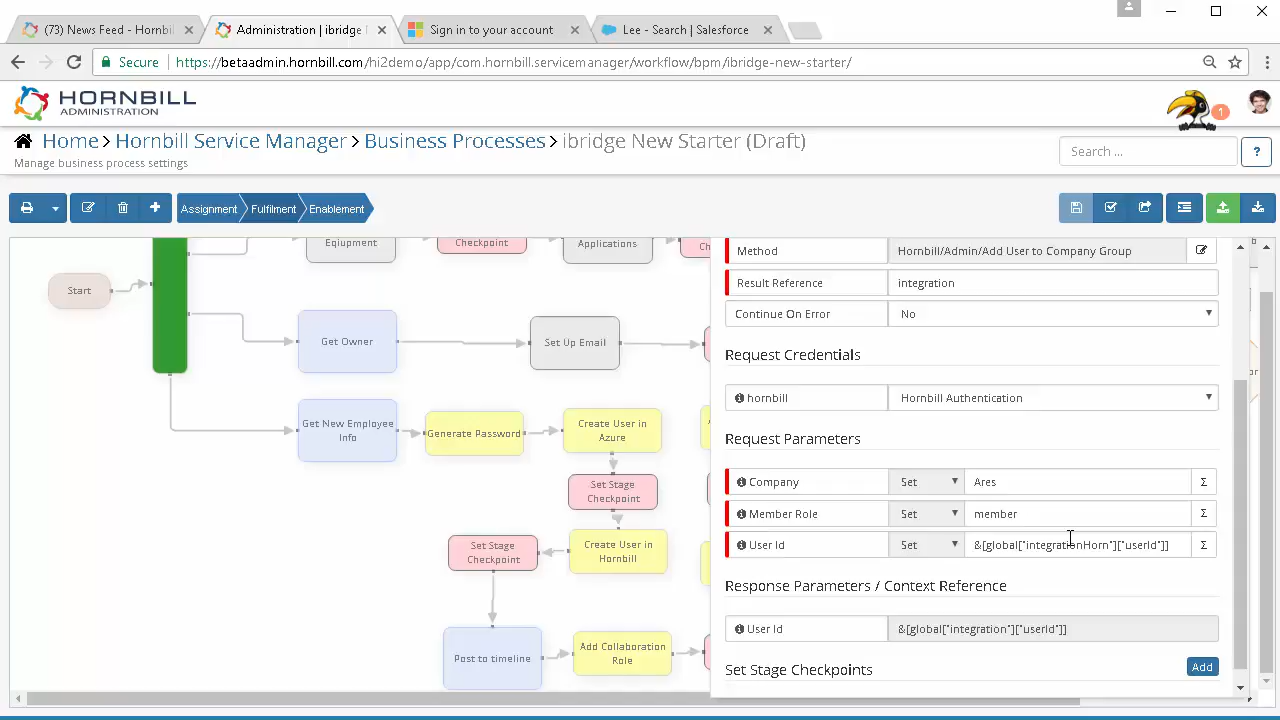 (73) News Feed - Hornbill
Administration | ibridge
Sign in to your account
Lee - Search | Salesforce
Secure
https://betaadmin.hornbill.com/hi2demo/app/com.hornbill.servicemanager/workflow/bpm/ibridge-new-starter/
HORNBILL
ADMINISTRATION
1
Home > Hornbill Service Manager > Business Processes > ibridge New Starter (Draft)
Manage business process settings
Search ...
?
Assignment
Fulfilment
Enablement
Start
Equipment
Checkpoint
Applications
Get Owner
Set Up Email
Get New Employee
Info
Generate Password
Create User in
Azure
Set Stage
Checkpoint
Create User in
Hornbill
Set Stage
Checkpoint
Post to timeline
Add Collaboration
Role
Method
Hornbill/Admin/Add User to Company Group
Result Reference
integration
Continue On Error
No
Request Credentials
hornbill
Hornbill Authentication
Request Parameters
Company
Set
Ares
Σ
Member Role
Set
member
Σ
User Id
Set
&[global["integrationHorn"]["userId"]]
Σ
Response Parameters / Context Reference
User Id
&[global["integration"]["userId"]]
Set Stage Checkpoints
Add